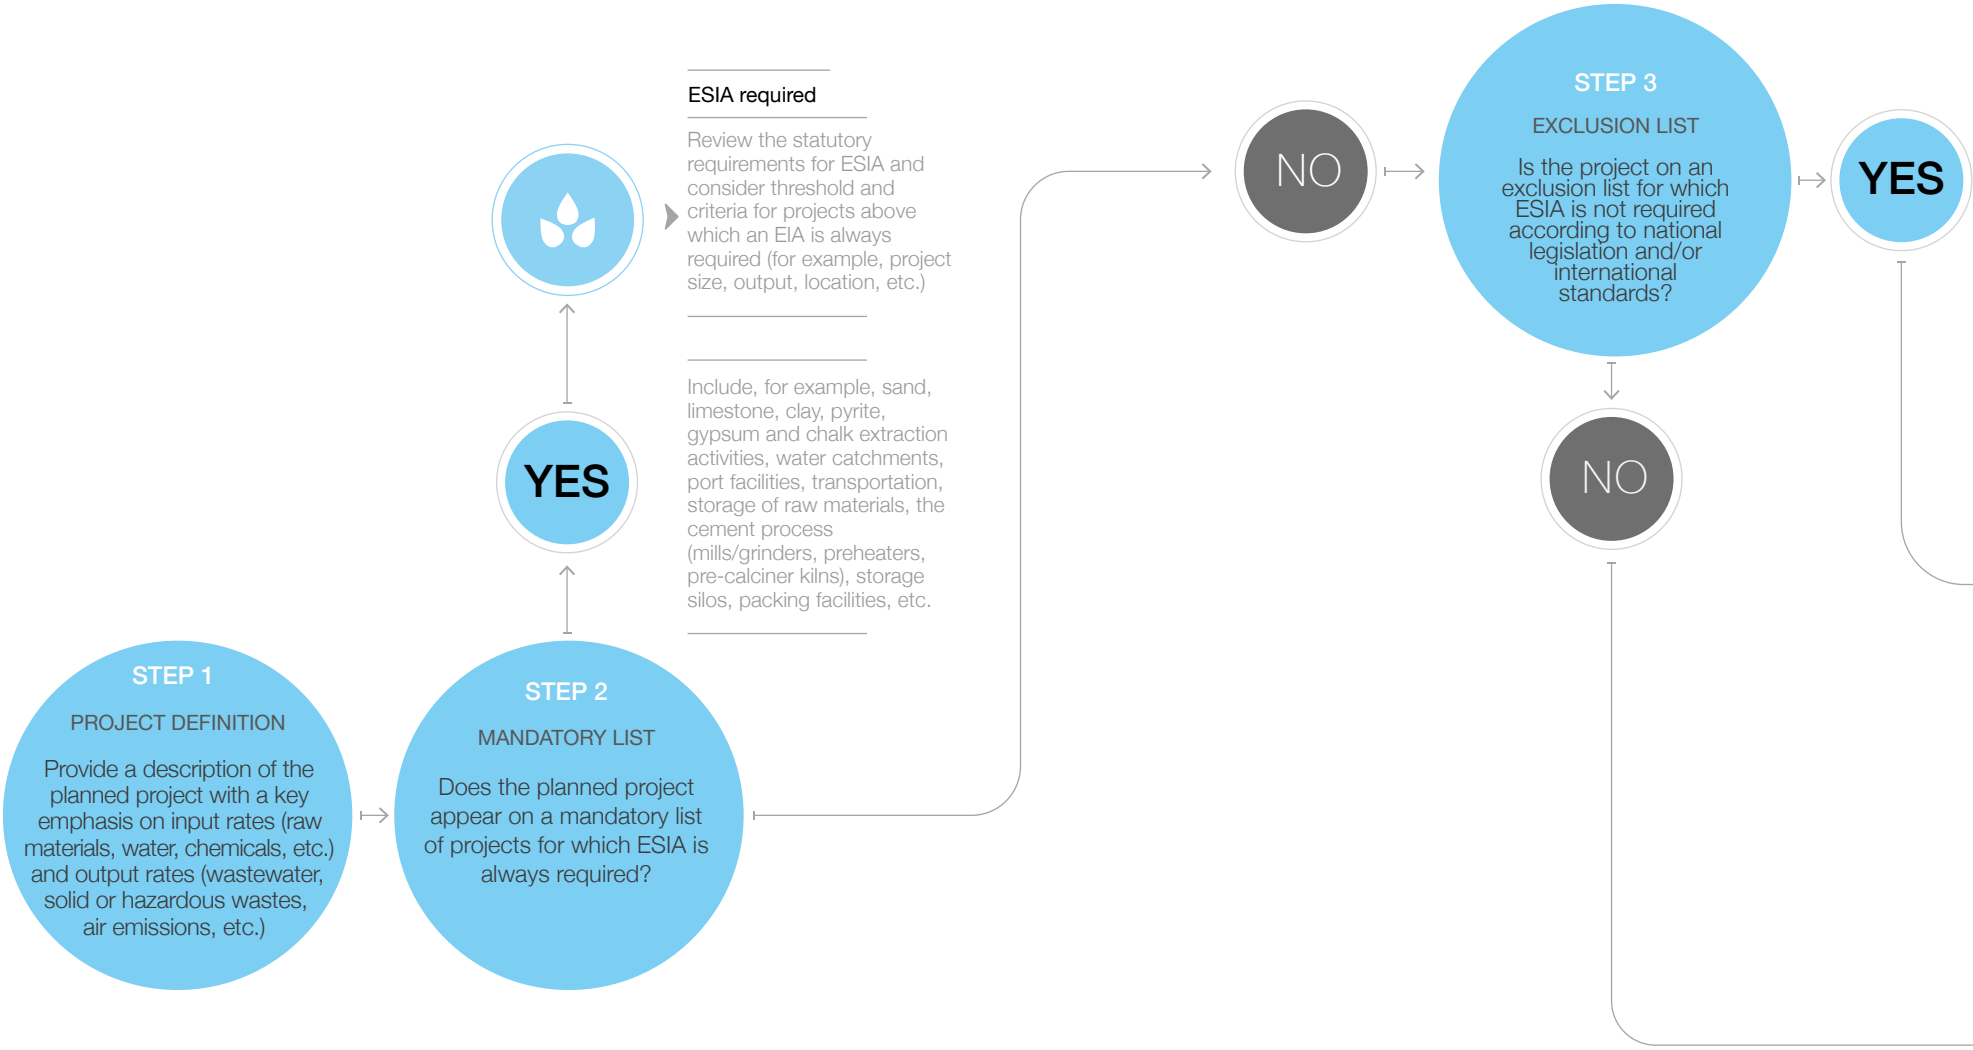 STEP 1
PROJECT DEFINITION
Provide a description of the
planned project with a key
emphasis on input rates (raw
materials, water, chemicals, etc.)
and output rates (wastewater,
solid or hazardous wastes,
air emissions, etc.)
STEP 2
MANDATORY LIST
Does the planned project
appear on a mandatory list
of projects for which ESIA is
always required?
YES
ESIA required
Review the statutory
requirements for ESIA and
consider threshold and
criteria for projects above
which an EIA is always
required (for example, project
size, output, location, etc.)
Include, for example, sand,
limestone, clay, pyrite,
gypsum and chalk extraction
activities, water catchments,
port facilities, transportation,
storage of raw materials, the
cement process
(mills/grinders, preheaters,
pre-calciner kilns), storage
silos, packing facilities, etc.
NO
STEP 3
EXCLUSION LIST
Is the project on an
exclusion list for which
ESIA is not required
according to national
legislation and/or
international
standards?
YES
NO